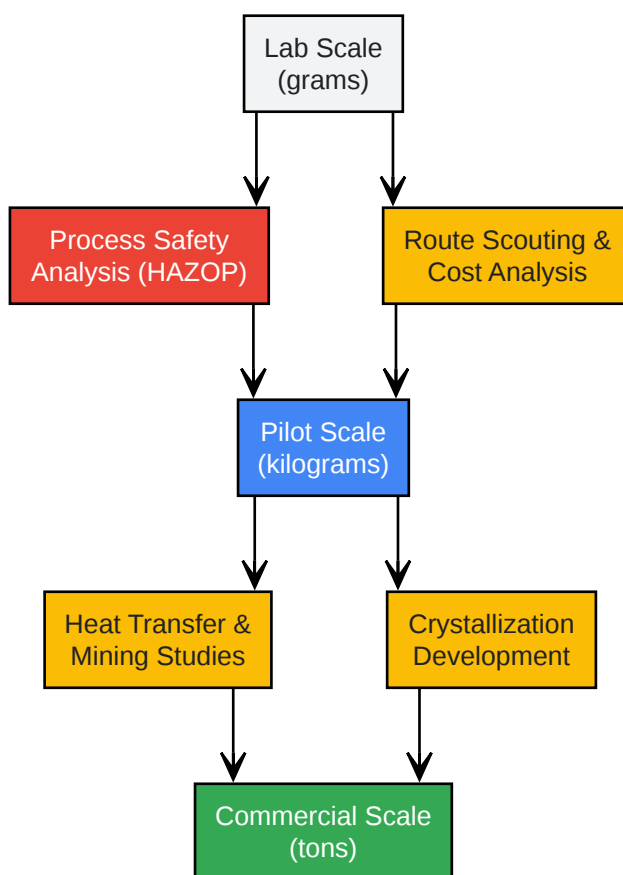 Lab Scale
(grams)
Process Safety
Analysis (HAZOP)
Route Scouting &
Cost Analysis
Pilot Scale
(kilograms)
Heat Transfer &
Mining Studies
Crystallization
Development
Commercial Scale
(tons)